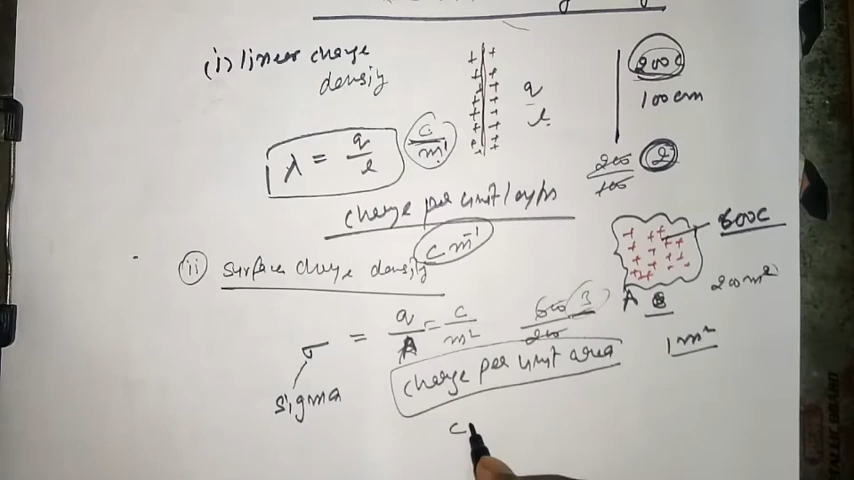 (i) linear charge
density
q
l
200C
100cm
λ = q/l
C/m¹
200/100 2
charge per unit length
Cm⁻¹
(ii) surface charge density
600C
200m²
A
σ = q/A = C/m²
600/200 3
1m²
sigma
charge per unit area
C